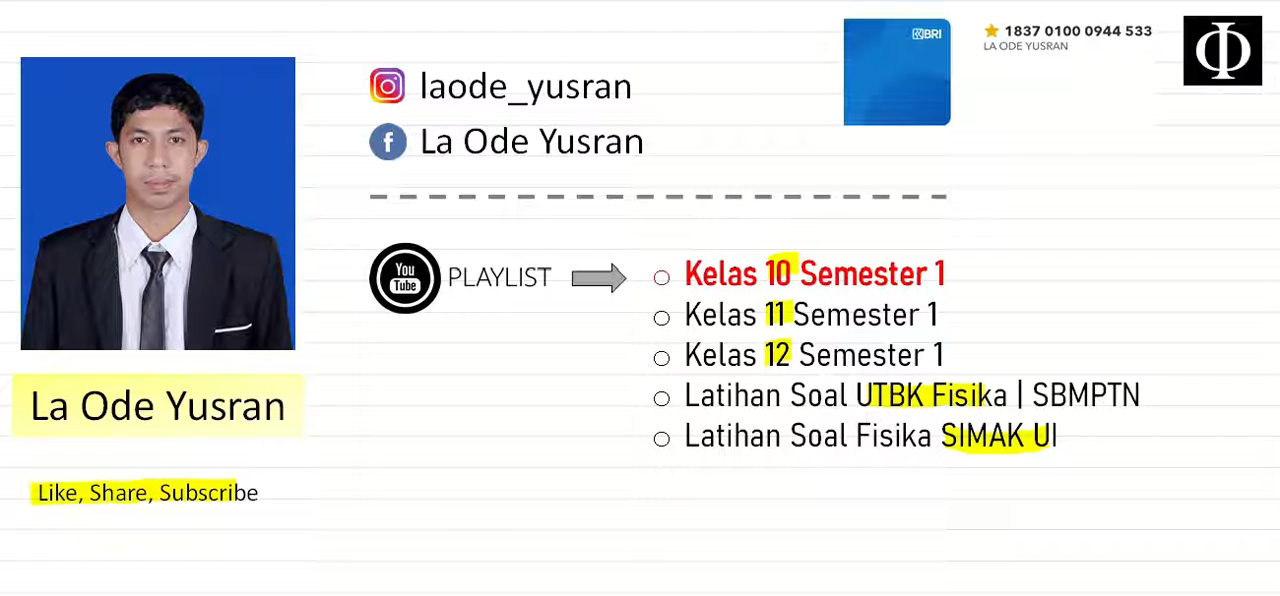 BRI
1837 0100 0944 533
LA ODE YUSRAN
laode_yusran
La Ode Yusran
You
Tube
PLAYLIST
Kelas 10 Semester 1
Kelas 11 Semester 1
Kelas 12 Semester 1
Latihan Soal UTBK Fisika | SBMPTN
Latihan Soal Fisika SIMAK UI
La Ode Yusran
Like, Share, Subscribe